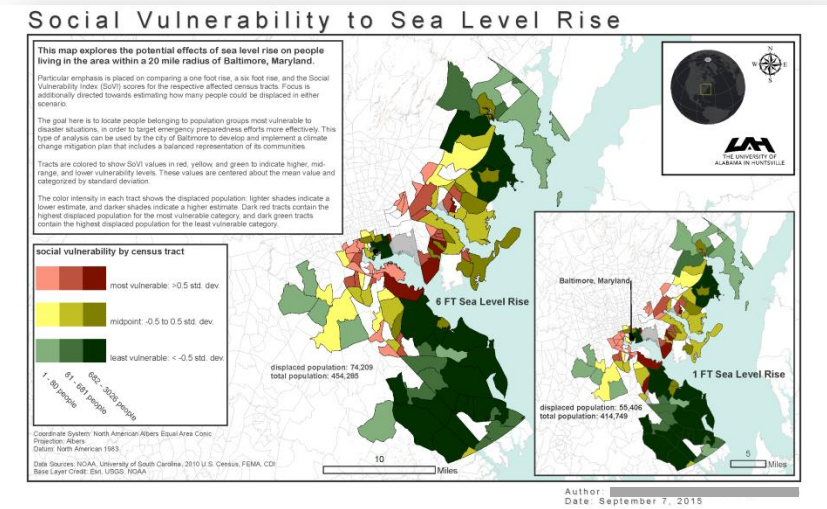 Social Vulnerability to Sea Level Rise
This map explores the potential effects of sea level rise on people
living in the area within a 20 mile radius of Baltimore, Maryland.
Particular emphasis is placed on comparing a one foot rise, a six foot rise, and the Social
Vulnerability Index (SoVI) scores for the respective affected census tracts. Focus is
additionally directed towards estimating how many people could be displaced in either
scenario.
The goal here is to locate people belonging to population groups most vulnerable to
disaster situations, in order to target emergency preparedness efforts more effectively. This
type of analysis can be used by the city of Baltimore to develop and implement a climate
change mitigation plan that includes a balanced representation of its communities.
Tracts are colored to show SoVI values in red, yellow, and green to indicate higher, mid-
range, and lower vulnerability levels. These values are centered about the mean value and
categorized by standard deviation.
The color intensity in each tract shows the displaced population: lighter shades indicate a
lower estimate, and darker shades indicate a higher estimate. Dark red tracts contain the
highest displaced population for the most vulnerable category, and dark green tracts
contain the highest displaced population for the least vulnerable category.
social vulnerability by census tract
most vulnerable: >0.5 std. dev.
midpoint: -0.5 to 0.5 std. dev.
least vulnerable: < -0.5 std. dev.
1 - 80 people
81 - 681 people
682 - 3026 people
Coordinate System: North American Albers Equal Area Conic
Projection: Albers
Datum: North American 1983
Data Sources: NOAA, University of South Carolina, 2010 U.S. Census, FEMA, CDI
Base Layer Credit: Esri, USGS, NOAA
6 FT Sea Level Rise
displaced population: 74,209
total population: 454,285
10
Miles
N
W
E
S
UAH
THE UNIVERSITY OF
ALABAMA IN HUNTSVILLE
Baltimore, Maryland
1 FT Sea Level Rise
displaced population: 55,406
total population: 414,749
5
Miles
Author:
Date: September 7, 2015